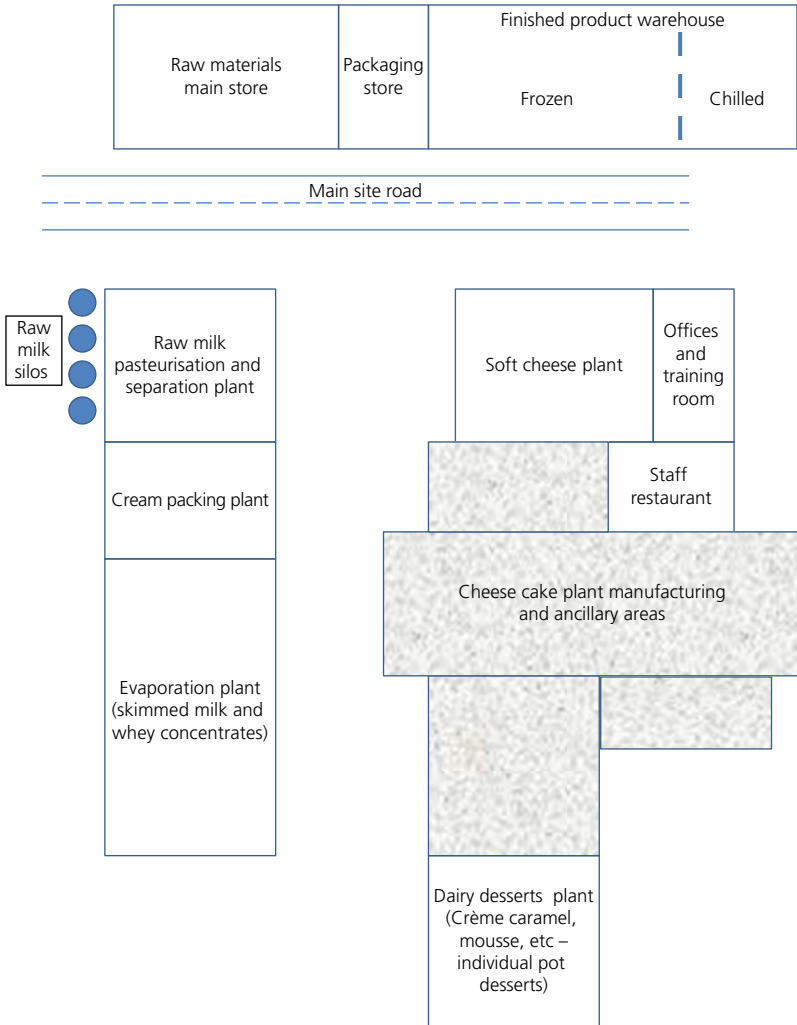 Finished product warehouse
Raw materials
main store
Packaging
store
Frozen
Chilled
Main site road
Raw
milk
silos
Raw milk
pasteurisation and
separation plant
Soft cheese plant
Offices
and
training
room
Cream packing plant
Staff
restaurant
Cheese cake plant manufacturing
and ancillary areas
Evaporation plant
(skimmed milk and
whey concentrates)
Dairy desserts plant
(Crème caramel,
mousse, etc –
individual pot
desserts)